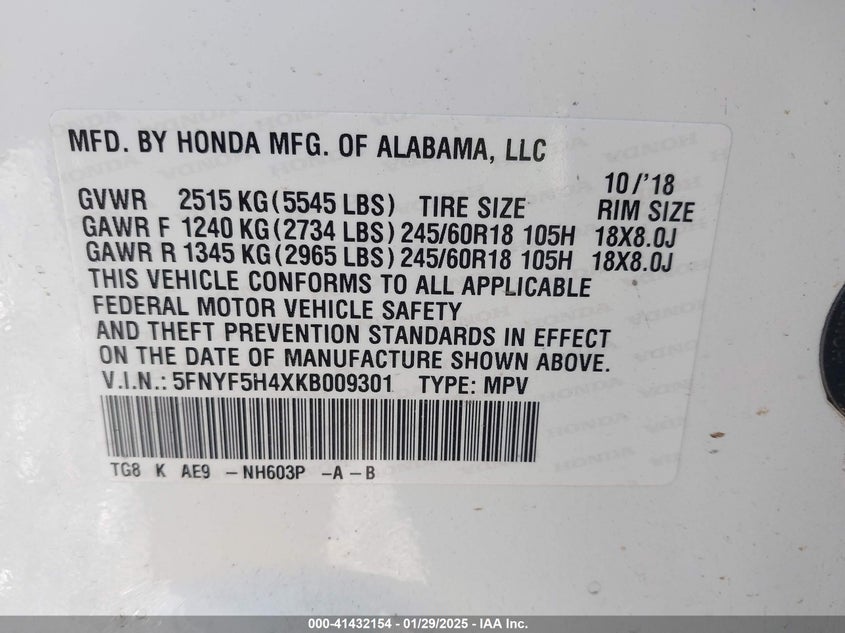 MFD. BY HONDA MFG. OF ALABAMA, LLC
10/'18
GVWR 2515 KG (5545 LBS) TIRE SIZE RIM SIZE
GAWR F 1240 KG (2734 LBS) 245/60R18 105H 18X8.0J
GAWR R 1345 KG (2965 LBS) 245/60R18 105H 18X8.0J
THIS VEHICLE CONFORMS TO ALL APPLICABLE
FEDERAL MOTOR VEHICLE SAFETY
AND THEFT PREVENTION STANDARDS IN EFFECT
ON THE DATE OF MANUFACTURE SHOWN ABOVE.
V.I.N.: 5FNYF5H4XKB009301 TYPE: MPV
TG8 K AE9 -NH603P -A-B
000-41432154 - 01/29/2025 - IAA Inc.